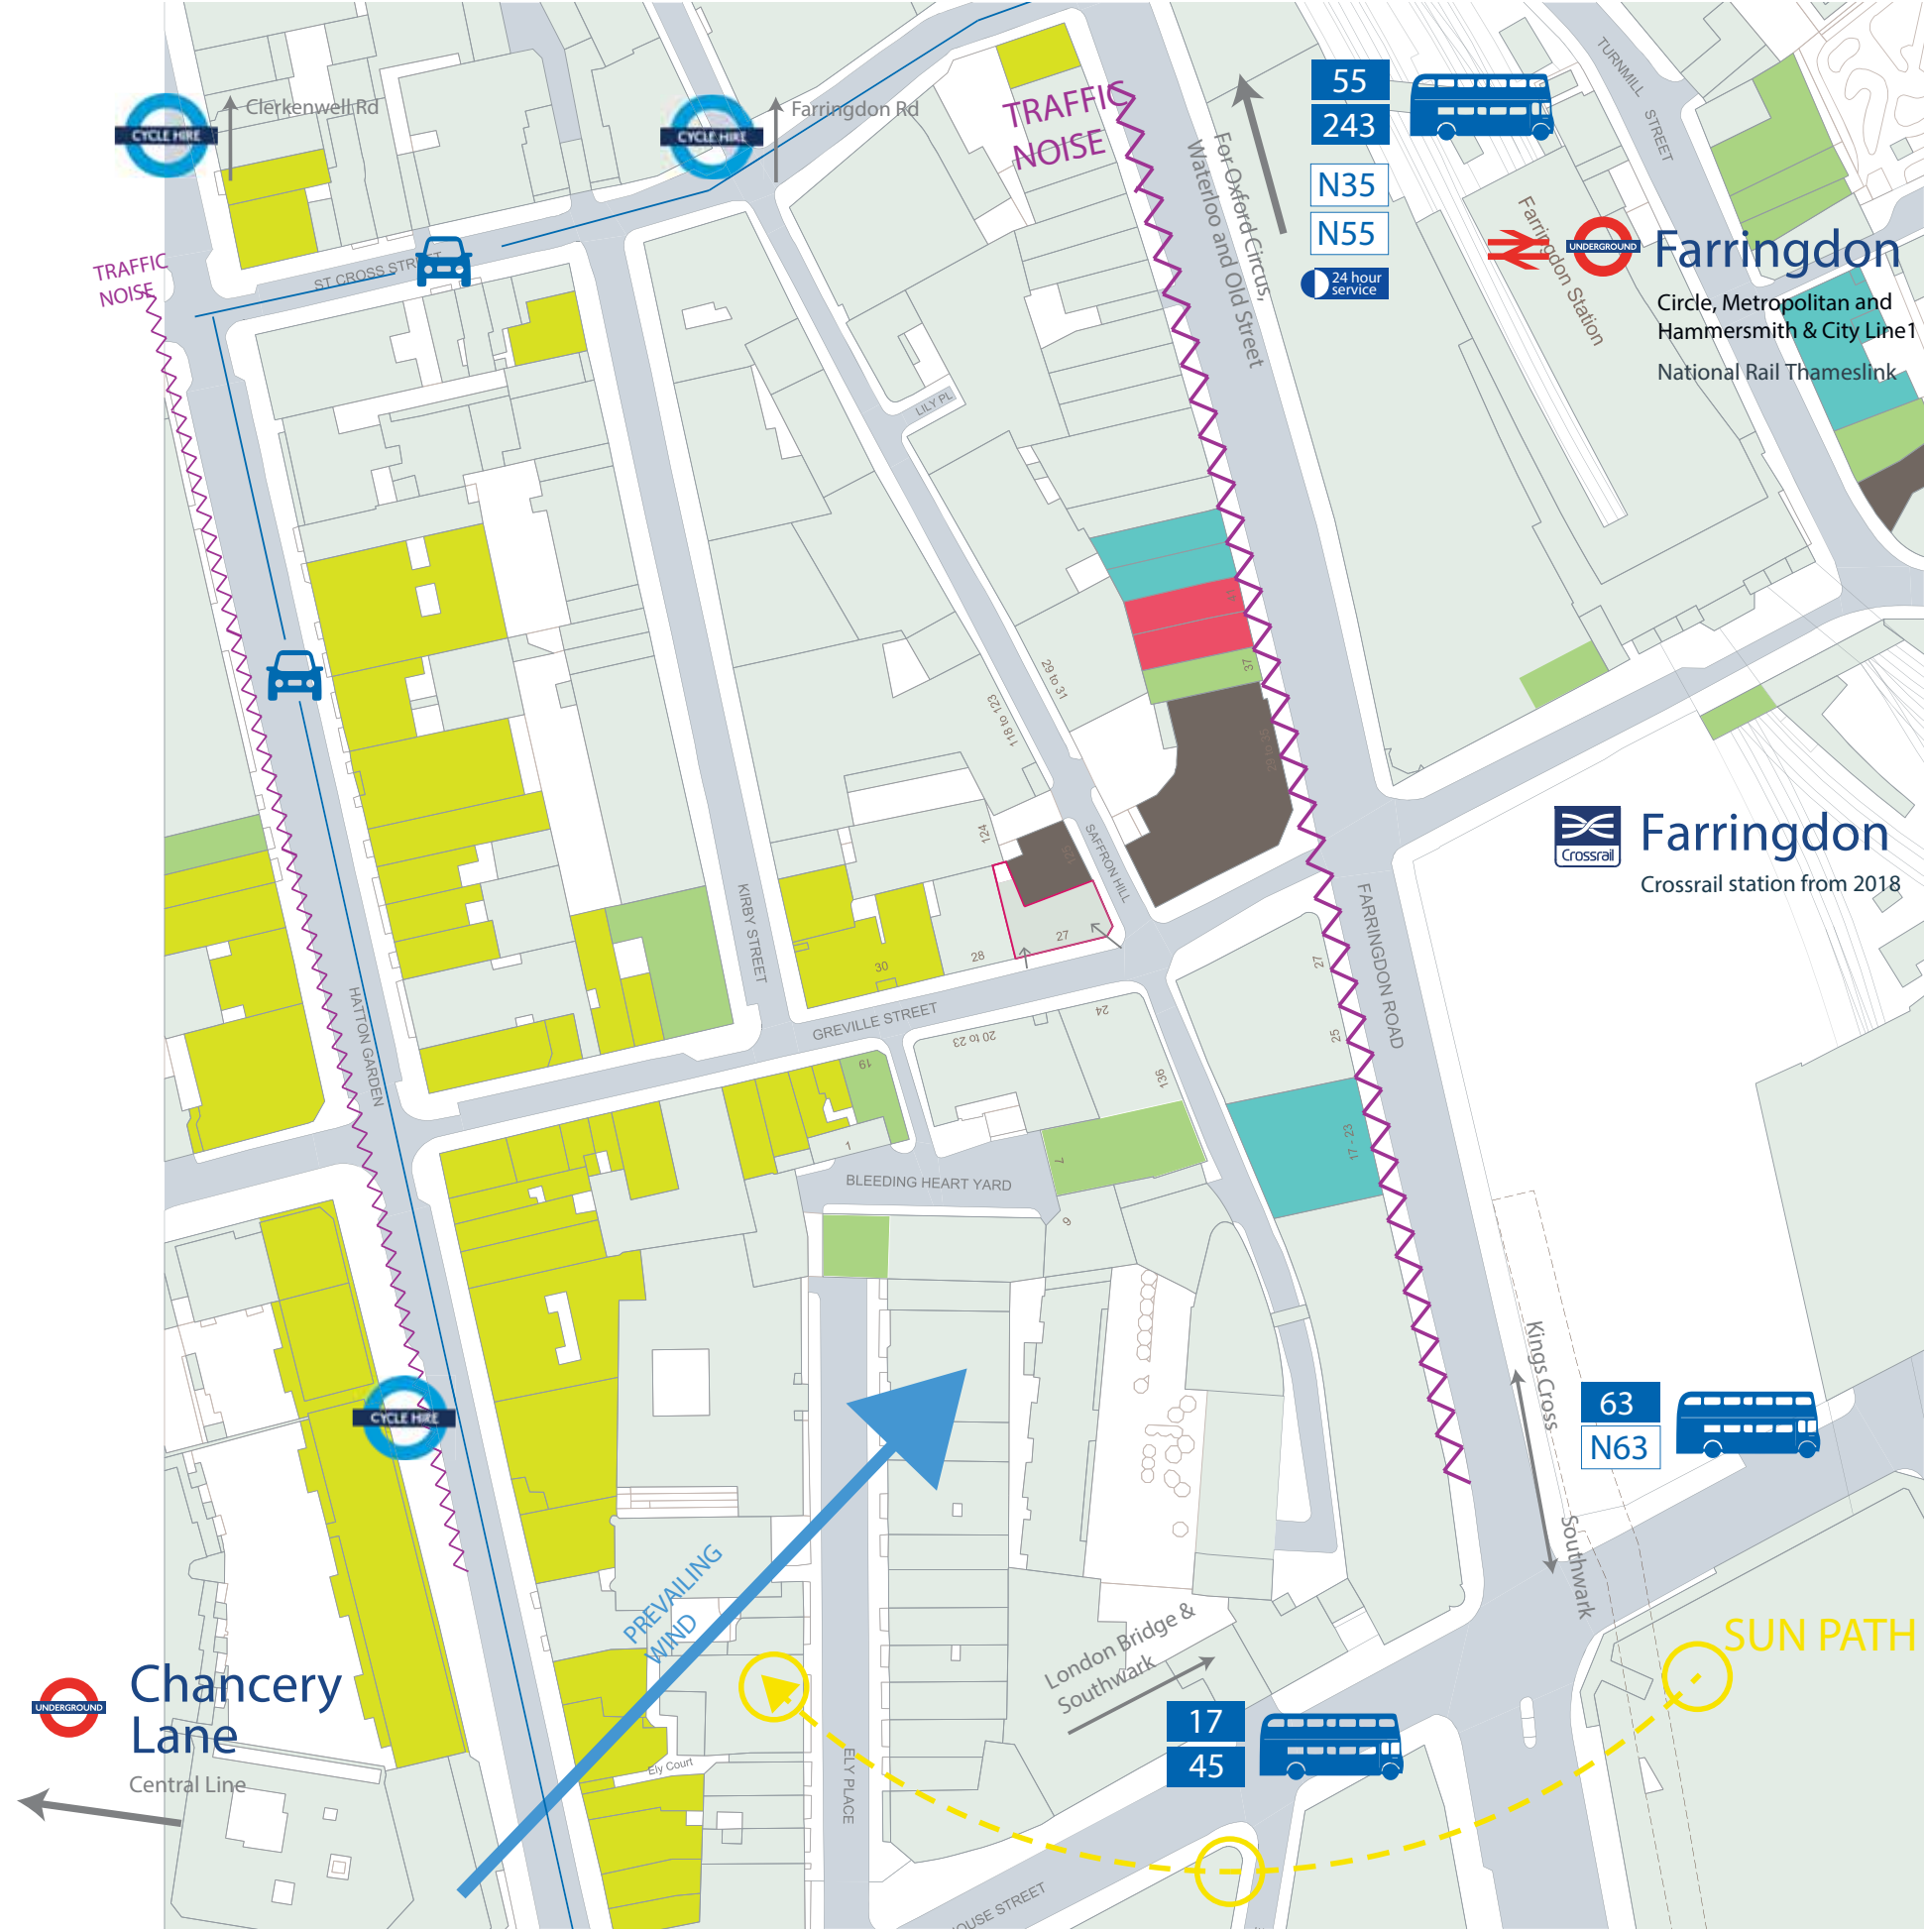 TURNMILL STREET
55
243
N35
N55
24 hour
service
CYCLE HIRE
Clerkenwell Rd
CYCLE HIRE
Farringdon Rd
TRAFFIC
NOISE
For Oxford Circus,
Waterloo and Old Street
Farringdon Station
UNDERGROUND
Farringdon
Circle, Metropolitan and
Hammersmith & City Line1
National Rail Thameslink
TRAFFIC
NOISE
ST CROSS STREET
LILY PL
41
37
29 to 35
29 to 31
118 to 123
124
125
SAFFRON HILL
Crossrail
Farringdon
Crossrail station from 2018
KIRBY STREET
FARRINGDON ROAD
27
28
30
27
25
24
GREVILLE STREET
20 to 23
19
136
HATTON GARDEN
17 - 23
1
7
BLEEDING HEART YARD
9
Kings Cross
63
N63
CYCLE HIRE
Southwark
PREVAILING
WIND
London Bridge &
Southwark
SUN PATH
UNDERGROUND
Chancery
Lane
Central Line
17
45
Ely Court
ELY PLACE
OUSE STREET